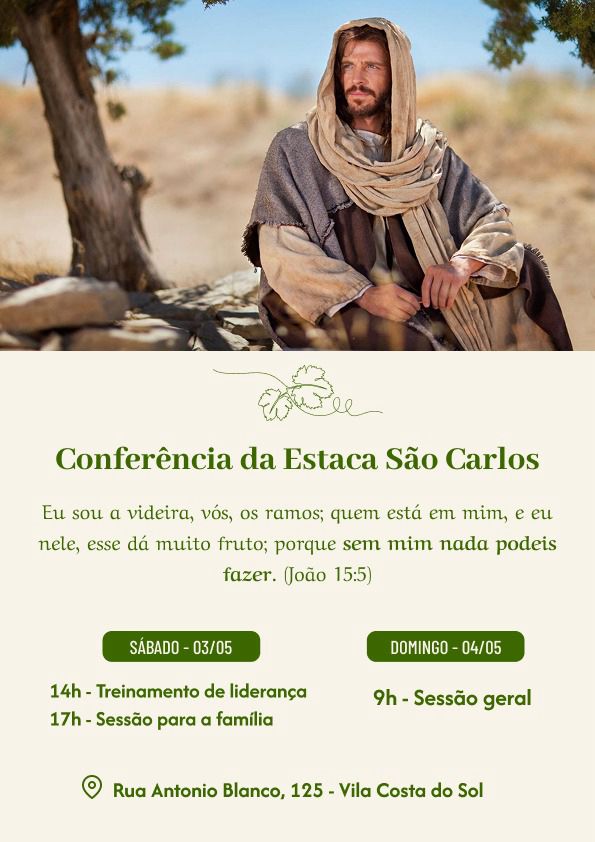 Conferência da Estaca São Carlos
Eu sou a videira, vós, os ramos; quem está em mim, e eu
nele, esse dá muito fruto; porque sem mim nada podeis
fazer. (João 15:5)
SÁBADO - 03/05
14h - Treinamento de liderança
17h - Sessão para a família
DOMINGO - 04/05
9h - Sessão geral
Rua Antonio Blanco, 125 - Vila Costa do Sol